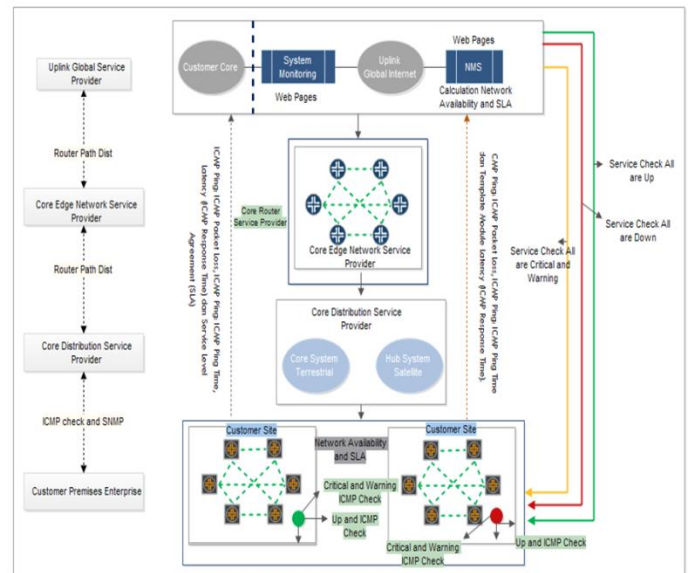 Uplink Global Service
Provider
Router Path Dist
Core Edge Network Service
Provider
Router Path Dist
Core Distribution Service
Provider
ICMP check and SNMP
Customer Premises Enterprise
Customer Core
System
Monitoring
Web Pages
Uplink
Global Internet
Web Pages
NMS
Calculation Network
Availability and SLA
ICMP Ping: ICMP Packet Loss, ICMP Ping: ICMP Ping Time,
Latency (ICMP Response Time) dan Service Level
Agreement (SLA)
Core Router
Service Provider
Core Edge Network Service
Provider
ICMP Ping: ICMP Packet Loss, ICMP Ping: ICMP Ping Time
dan Template Module Latency (ICMP Response Time).
Service Check All
are Up
Service Check All
are Down
Service Check All
are Critical and
Warning
Core Distribution Service
Provider
Core System
Terrestrial
Hub System
Satellite
Customer Site
Network Availability
and SLA
Critical and Warning
ICMP Check
Up and ICMP
Check
Customer Site
Up and ICMP Check
Critical and Warning
ICMP Check